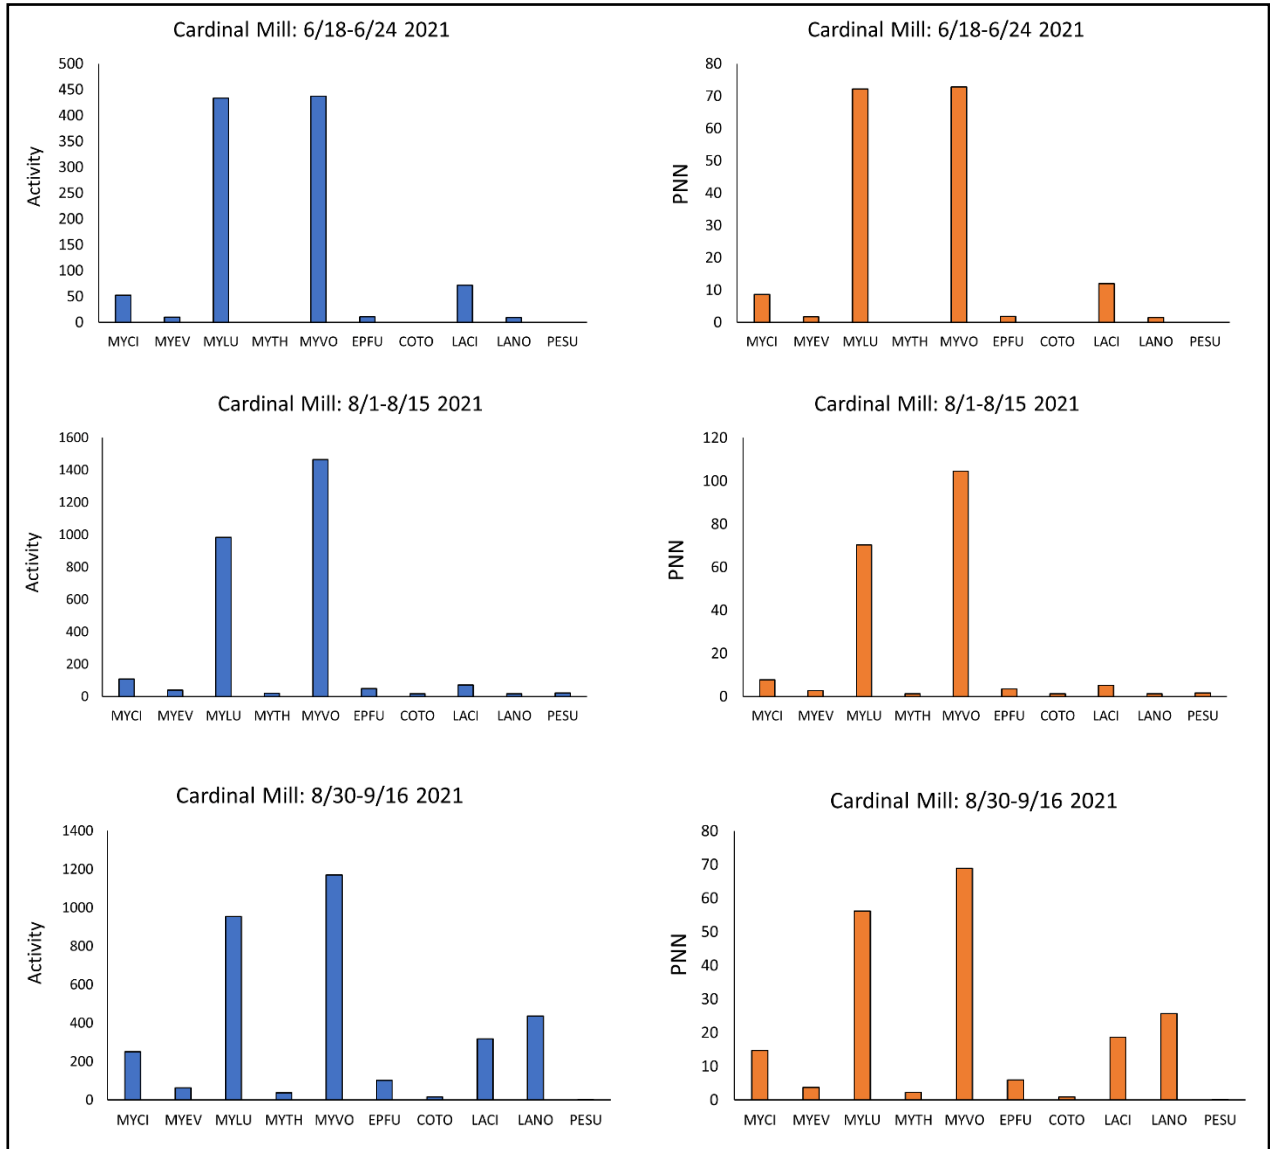 Cardinal Mill: 6/18-6/24 2021
500
450
400
350
300
250
200
150
100
50
0
Activity
MYCI MYEV MYLU MYTH MYVO EPFU COTO LACI LANO PESU
Cardinal Mill: 6/18-6/24 2021
80
70
60
50
40
30
20
10
0
PNN
MYCI MYEV MYLU MYTH MYVO EPFU COTO LACI LANO PESU
Cardinal Mill: 8/1-8/15 2021
1600
1400
1200
1000
800
600
400
200
0
Activity
MYCI MYEV MYLU MYTH MYVO EPFU COTO LACI LANO PESU
Cardinal Mill: 8/1-8/15 2021
120
100
80
60
40
20
0
PNN
MYCI MYEV MYLU MYTH MYVO EPFU COTO LACI LANO PESU
Cardinal Mill: 8/30-9/16 2021
1400
1200
1000
800
600
400
200
0
Activity
MYCI MYEV MYLU MYTH MYVO EPFU COTO LACI LANO PESU
Cardinal Mill: 8/30-9/16 2021
80
70
60
50
40
30
20
10
0
PNN
MYCI MYEV MYLU MYTH MYVO EPFU COTO LACI LANO PESU